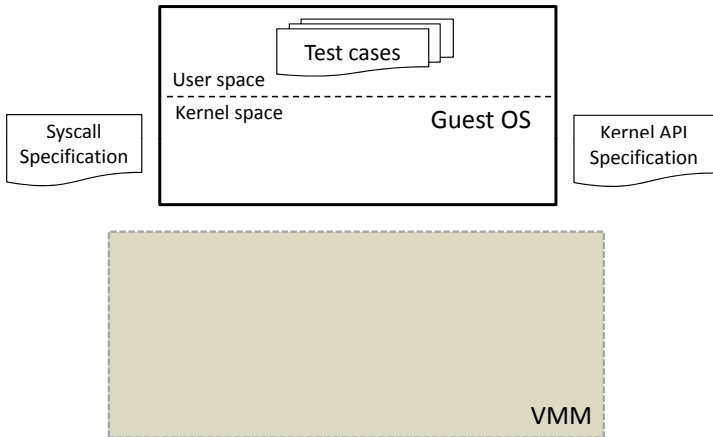 Test cases
User space
Kernel space
Guest OS
Syscall
Specification
Kernel API
Specification
VMM